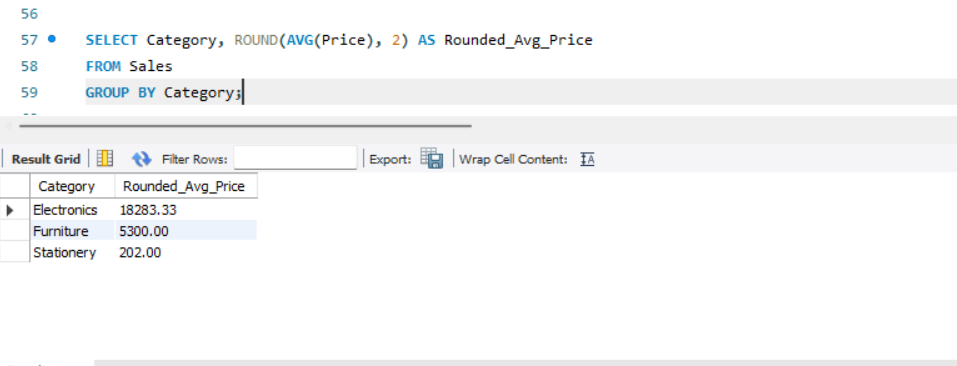 56
57 SELECT Category, ROUND(AVG(Price), 2) AS Rounded_Avg_Price
58 FROM Sales
59 GROUP BY Category;
Result Grid Filter Rows: Export: Wrap Cell Content: IA
Category Rounded_Avg_Price
Electronics 18283.33
Furniture 5300.00
Stationery 202.00